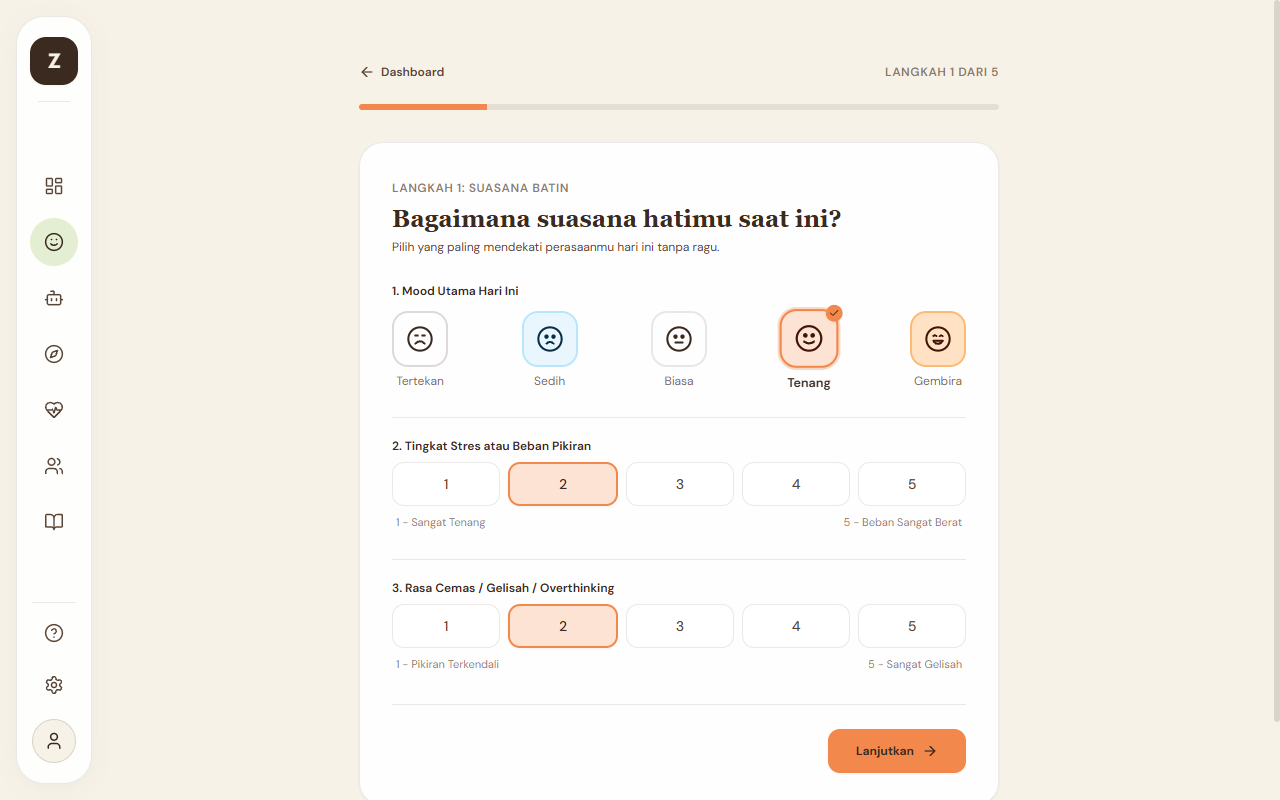 Z
Dashboard
LANGKAH 1 DARI 5
LANGKAH 1: SUASANA BATIN
Bagaimana suasana hatimu saat ini?
Pilih yang paling mendekati perasaanmu hari ini tanpa ragu.
1. Mood Utama Hari Ini
Tertekan
Sedih
Biasa
Tenang
Gembira
2. Tingkat Stres atau Beban Pikiran
1
2
3
4
5
1 - Sangat Tenang
5 - Beban Sangat Berat
3. Rasa Cemas / Gelisah / Overthinking
1
2
3
4
5
1 - Pikiran Terkendali
5 - Sangat Gelisah
Lanjutkan